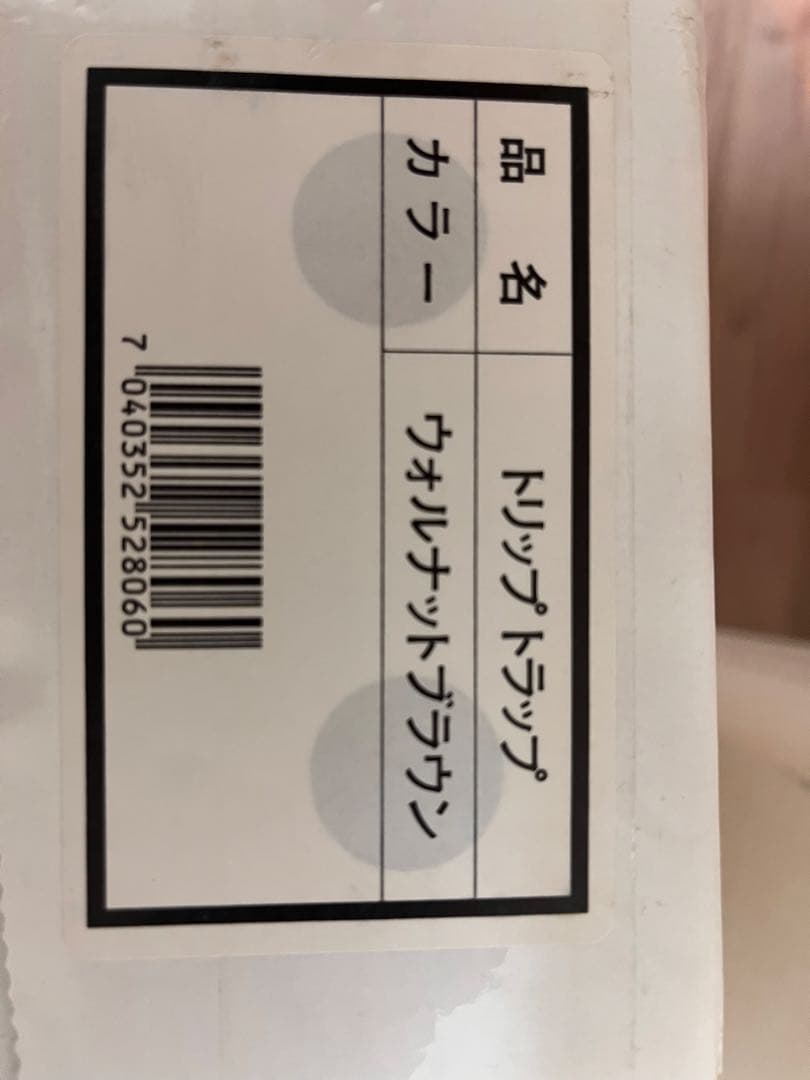 品名 トリップ トラップ
カラー ウォルナットブラウン
7 040352 528060